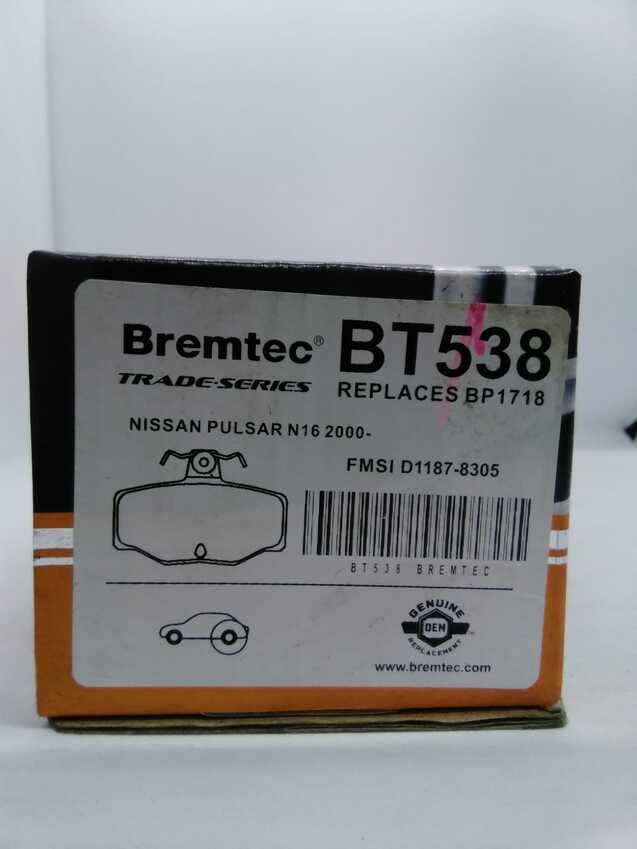 Bremtec® BT538
TRADE-SERIES REPLACES BP1718
NISSAN PULSAR N16 2000-
FMSI D1187-8305
BT538 BREMTEC
GENUINE
OEM
REPLACEMENT
www.bremtec.com